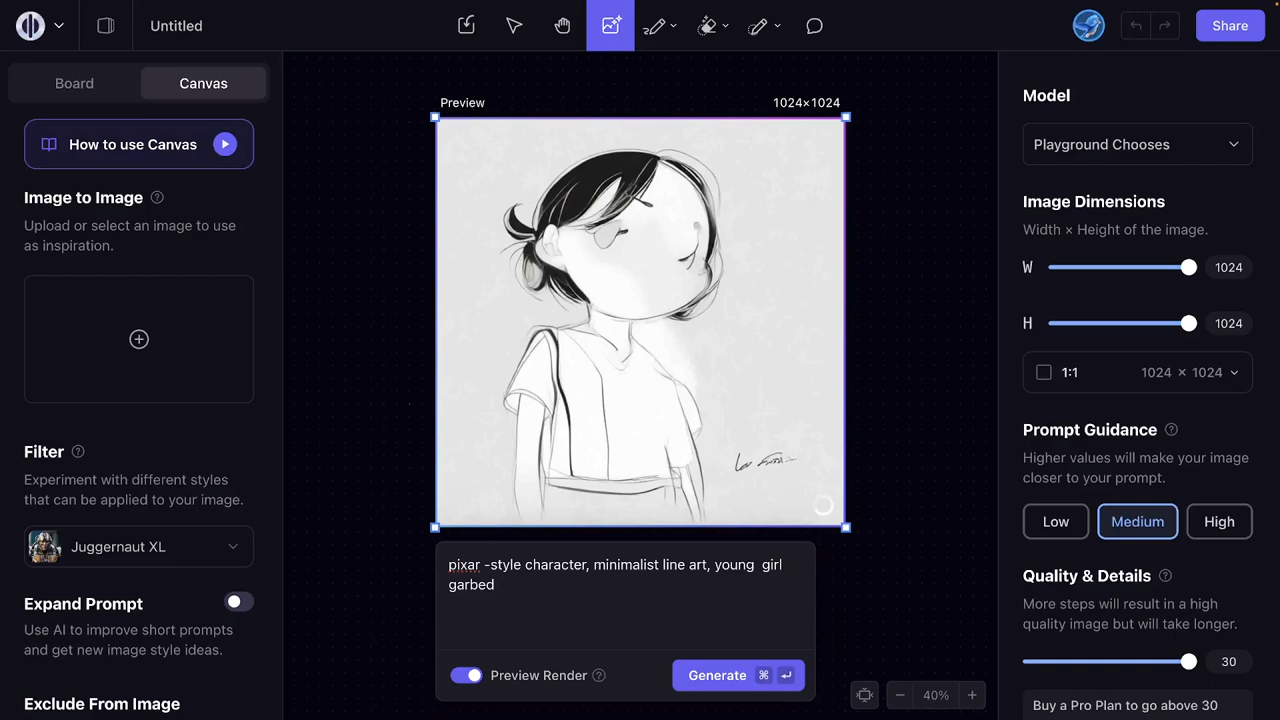 Untitled
Share
Board
Canvas
How to use Canvas
Image to Image
Upload or select an image to use
as inspiration.
Filter
Experiment with different styles
that can be applied to your image.
Juggernaut XL
Expand Prompt
Use AI to improve short prompts
and get new image style ideas.
Exclude From Image
Preview
1024×1024
pixar -style character, minimalist line art, young  girl
garbed
Preview Render
Generate
40%
Model
Playground Chooses
Image Dimensions
Width × Height of the image.
W
1024
H
1024
1:1
1024 × 1024
Prompt Guidance
Higher values will make your image
closer to your prompt.
Low
Medium
High
Quality & Details
More steps will result in a high
quality image but will take longer.
30
Buy a Pro Plan to go above 30